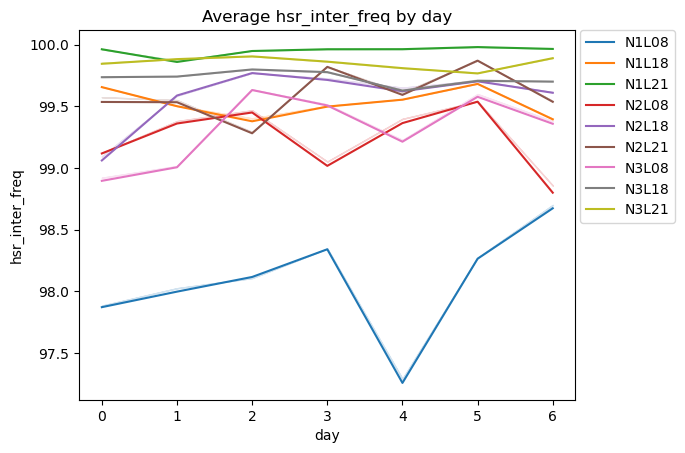 Average hsr_inter_freq by day
hsr_inter_freq
100.0
99.5
99.0
98.5
98.0
97.5
0 1 2 3 4 5 6
day
N1L08
N1L18
N1L21
N2L08
N2L18
N2L21
N3L08
N3L18
N3L21